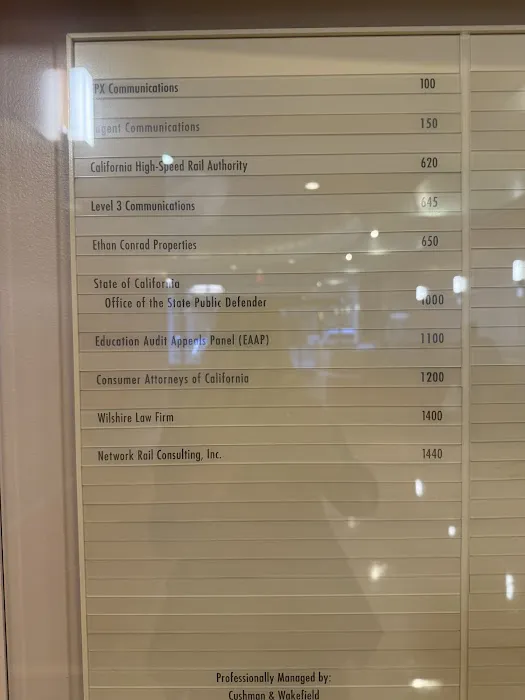 PX Communications 100
Communications 150
California High-Speed Rail Authority 620
Level 3 Communications 645
Ethan Conrad Properties 650
State of California
Office of the State Public Defender 1000
Education Audit Appeals Panel (EAAP) 1100
Consumer Attorneys of California 1200
Wilshire Law Firm 1400
Network Rail Consulting, Inc. 1440
Professionally Managed by:
Cushman & Wakefield